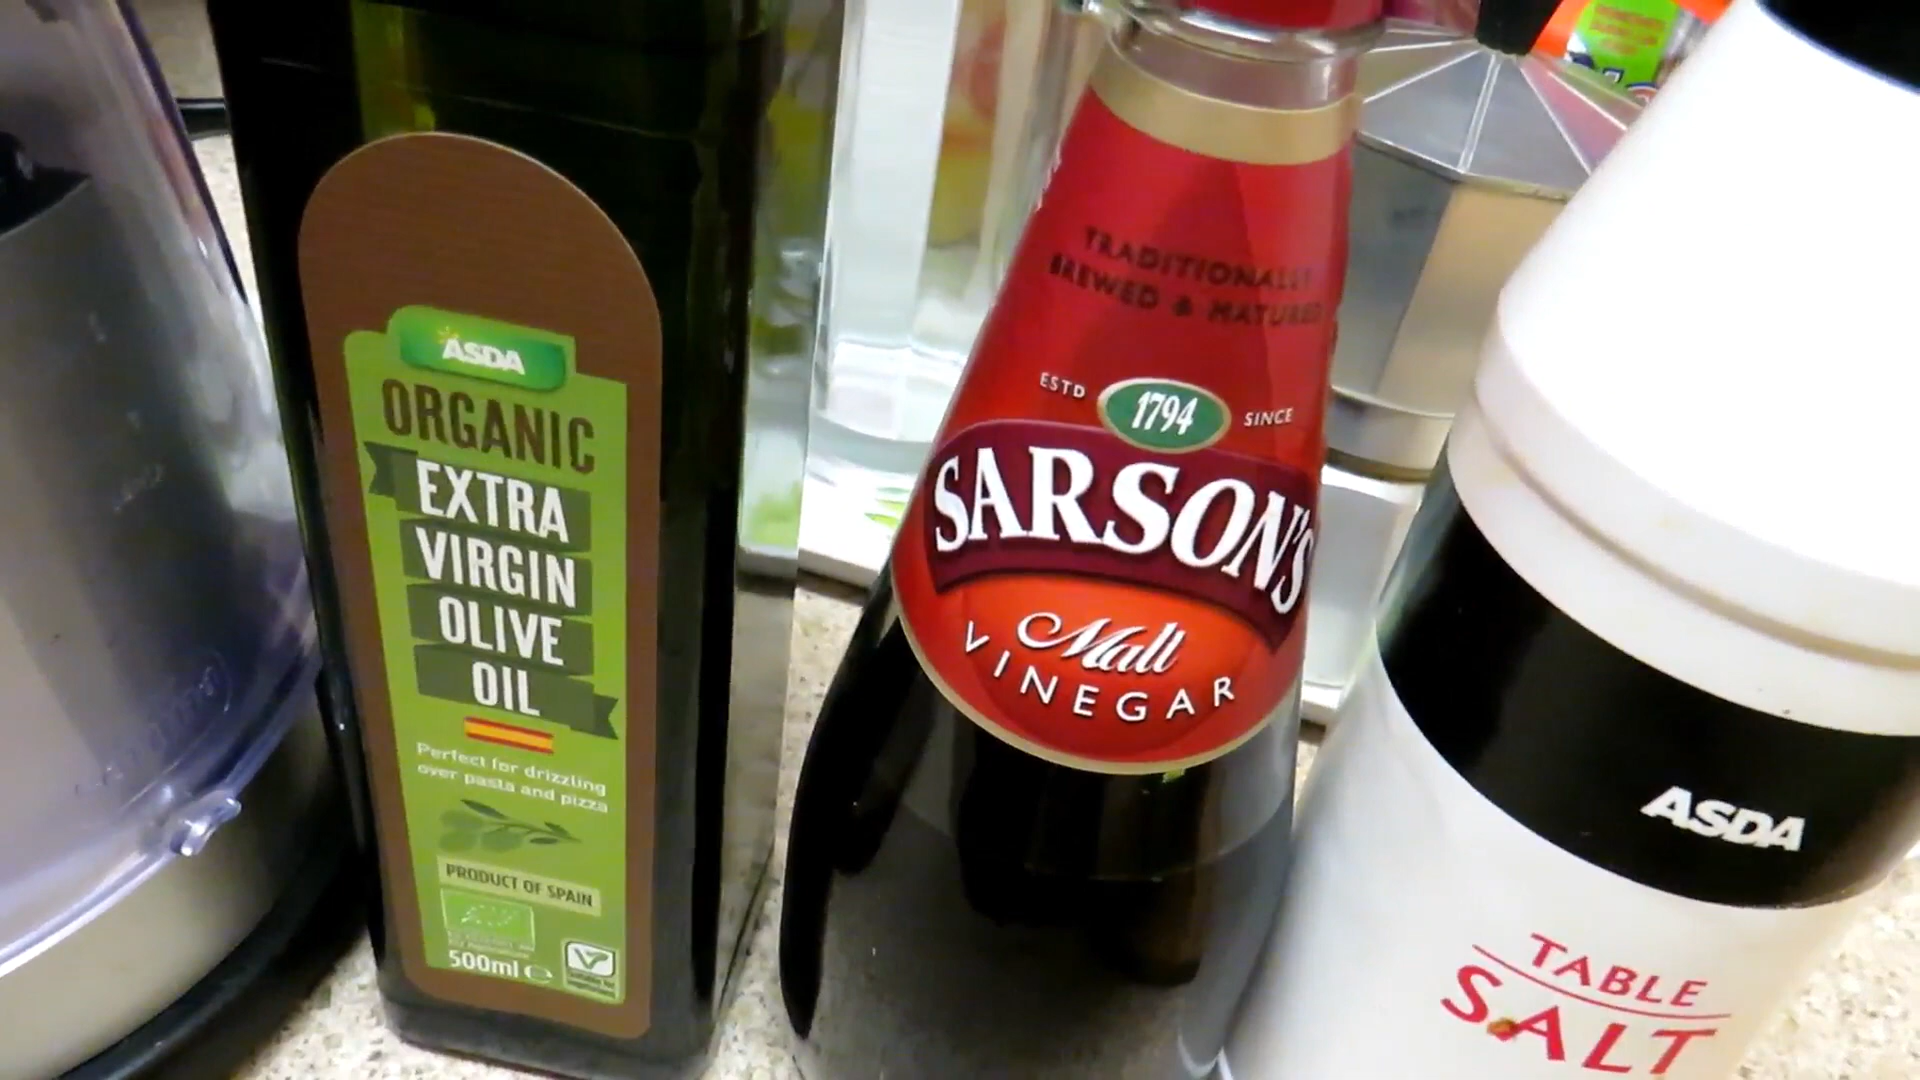 ASDA
ORGANIC
EXTRA
VIRGIN
OLIVE
OIL
Perfect for drizzling
over pasta and pizza
PRODUCT OF SPAIN
500ml e
TRADITIONALLY
BREWED & MATURED
ESTD 1794 SINCE
SARSON'S
Malt
VINEGAR
ASDA
TABLE
SALT